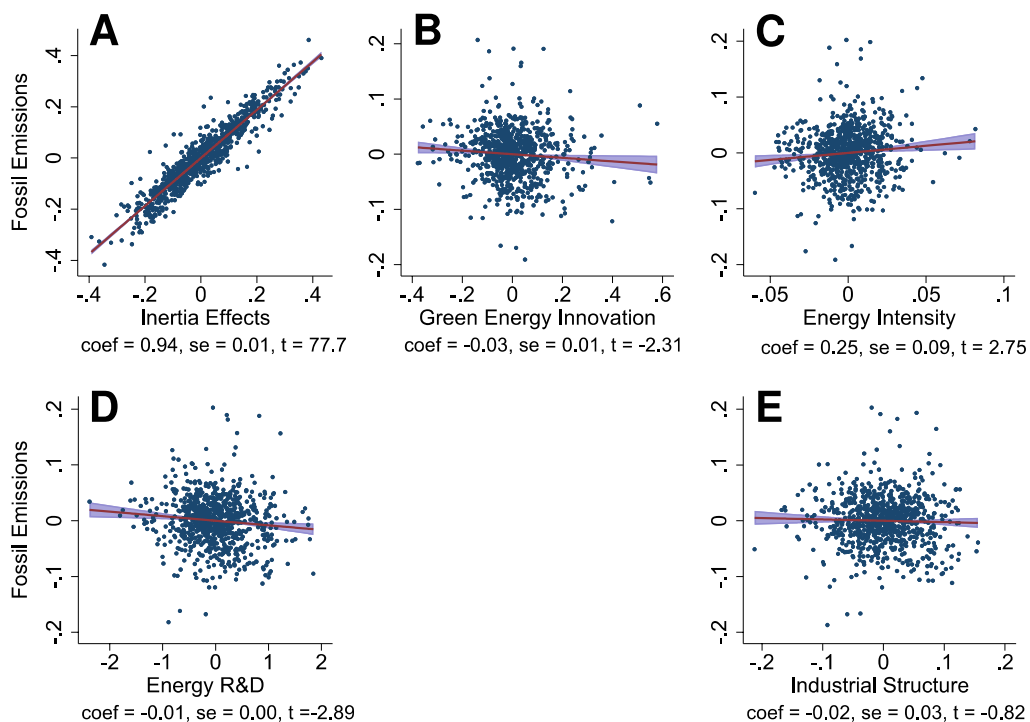 A
B
C
Fossil Emissions
.4
.2
0
-.2
-.4
-.4 -.2 0 .2 .4
Inertia Effects
coef = 0.94, se = 0.01, t = 77.7
.2
.1
0
-.1
-.2
-.4 -.2 0 .2 .4 .6
Green Energy Innovation
coef = -0.03, se = 0.01, t = -2.31
.2
.1
0
-.1
-.2
-.05 0 .05 .1
Energy Intensity
coef = 0.25, se = 0.09, t = 2.75
D
E
Fossil Emissions
.2
.1
0
-.1
-.2
-2 -1 0 1 2
Energy R&D
coef = -0.01, se = 0.00, t =-2.89
.2
.1
0
-.1
-.2
-.2 -.1 0 .1 .2
Industrial Structure
coef = -0.02, se = 0.03, t = -0.82